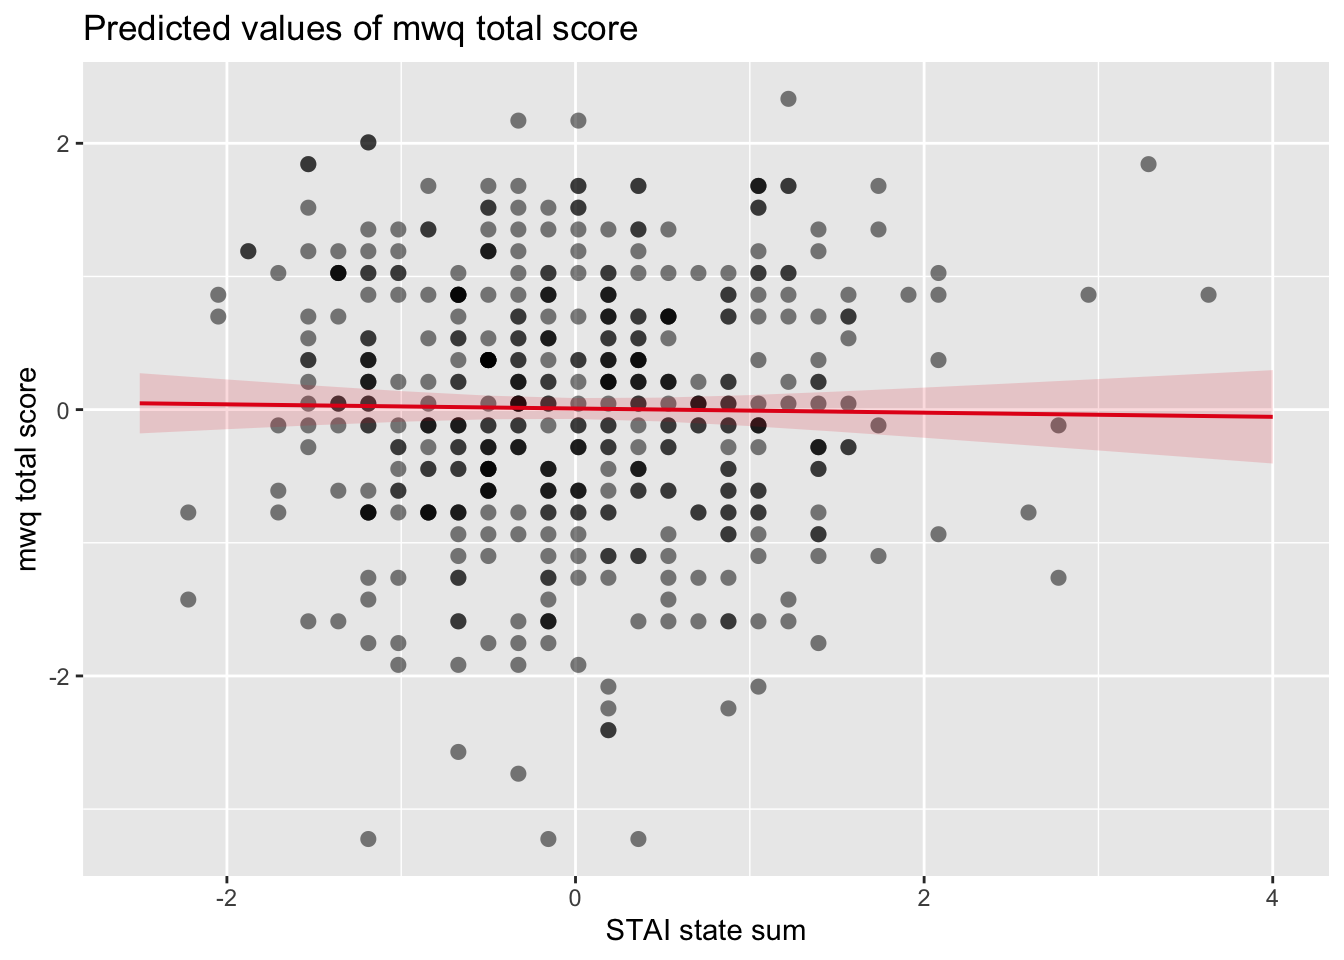 Predicted values of mwq total score
mwq total score
2
0
-2
-2 0 2 4
STAI state sum